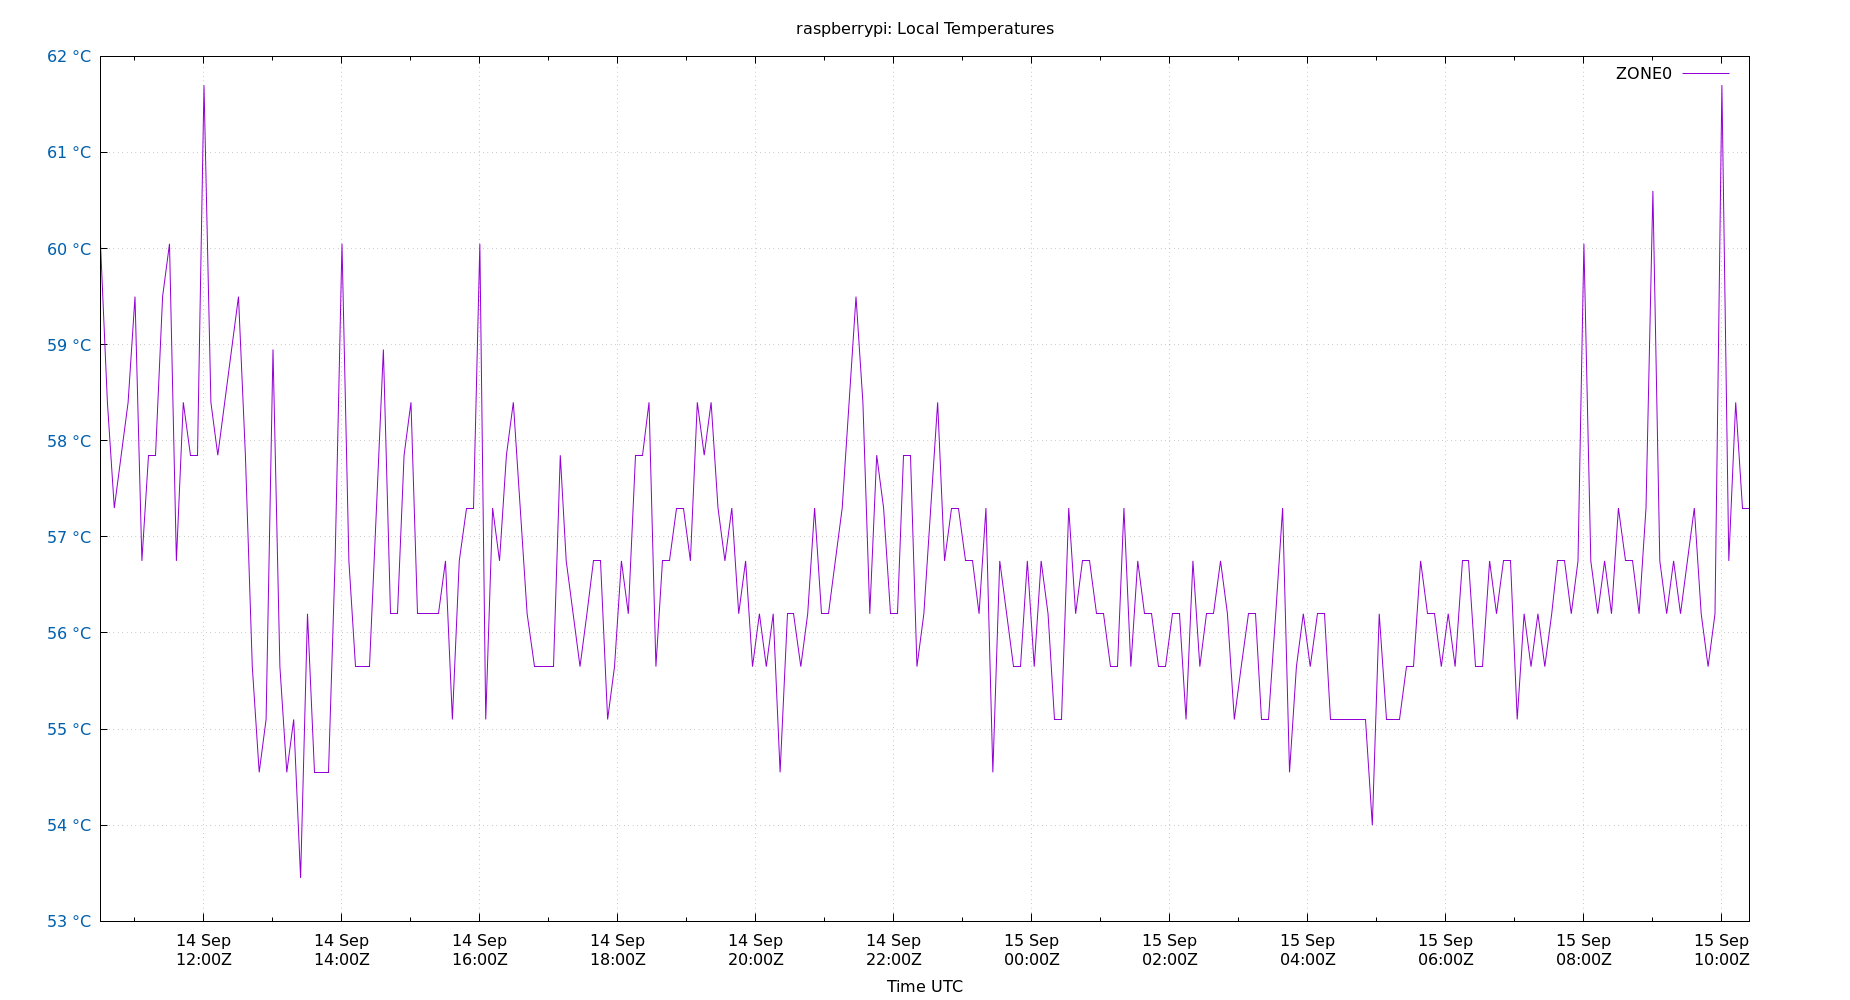 raspberrypi: Local Temperatures
62 °C
61 °C
60 °C
59 °C
58 °C
57 °C
56 °C
55 °C
54 °C
53 °C
ZONE0
14 Sep 14 Sep 14 Sep 14 Sep 14 Sep 14 Sep 15 Sep 15 Sep 15 Sep 15 Sep 15 Sep 15 Sep
12:00Z 14:00Z 16:00Z 18:00Z 20:00Z 22:00Z 00:00Z 02:00Z 04:00Z 06:00Z 08:00Z 10:00Z
Time UTC